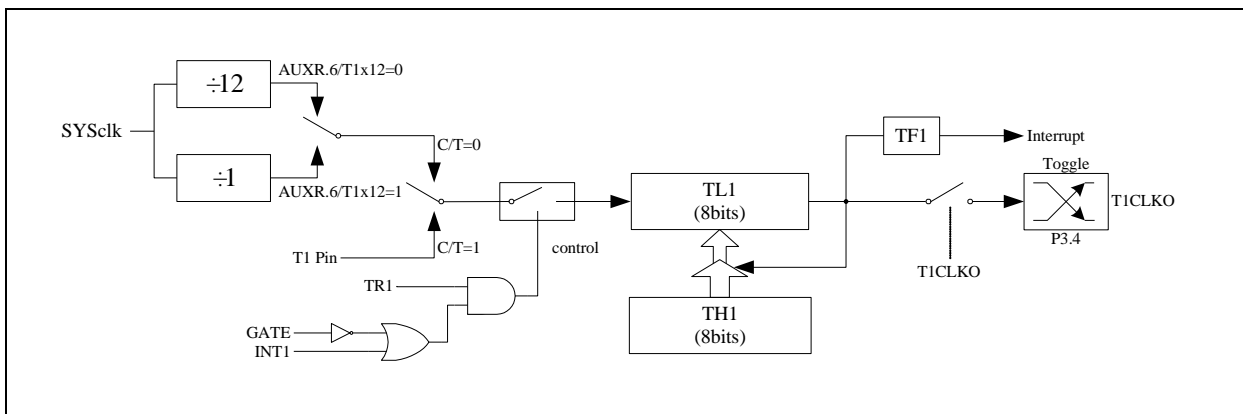 ÷12
AUXR.6/T1x12=0
SYSclk
÷1
AUXR.6/T1x12=1
C/T=0
C/T=1
T1 Pin
control
TR1
GATE
INT1
TL1
(8bits)
TH1
(8bits)
TF1
Interrupt
Toggle
T1CLKO
P3.4
T1CLKO